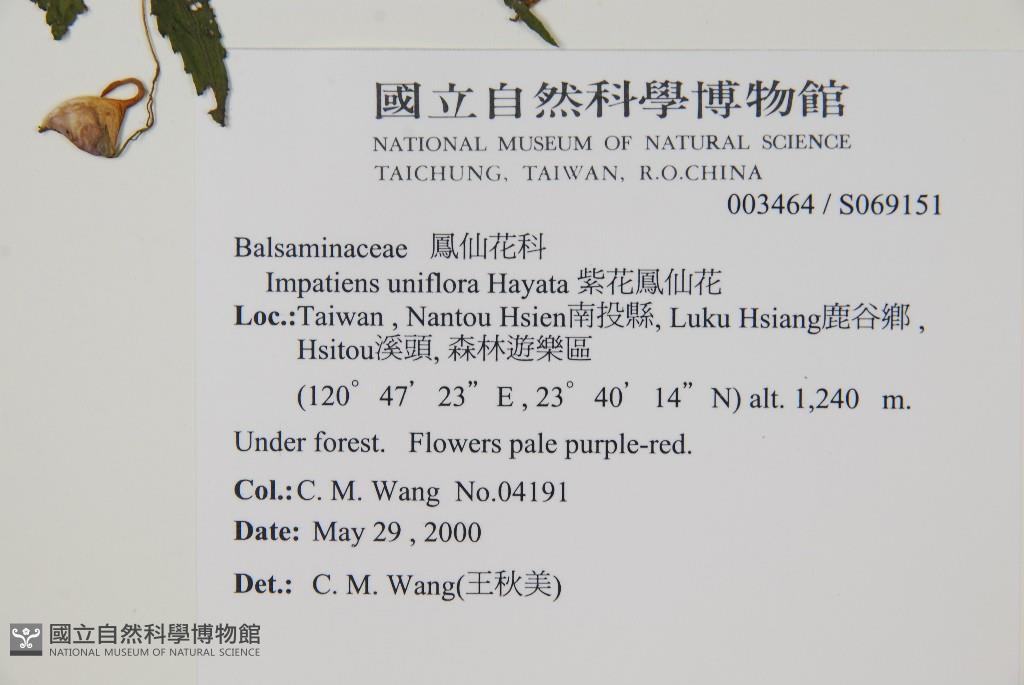 國立自然科學博物館
NATIONAL MUSEUM OF NATURAL SCIENCE
TAICHUNG, TAIWAN, R.O.CHINA
003464 / S069151
Balsaminaceae 鳳仙花科
Impatiens uniflora Hayata 紫花鳳仙花
Loc.:Taiwan , Nantou Hsien南投縣, Luku Hsiang鹿谷鄉 ,
Hsitou溪頭, 森林遊樂區
(120° 47’ 23” E , 23° 40’ 14” N) alt. 1,240 m.
Under forest. Flowers pale purple-red.
Col.:C. M. Wang No.04191
Date: May 29 , 2000
Det.: C. M. Wang(王秋美)
國立自然科學博物館
NATIONAL MUSEUM OF NATURAL SCIENCE